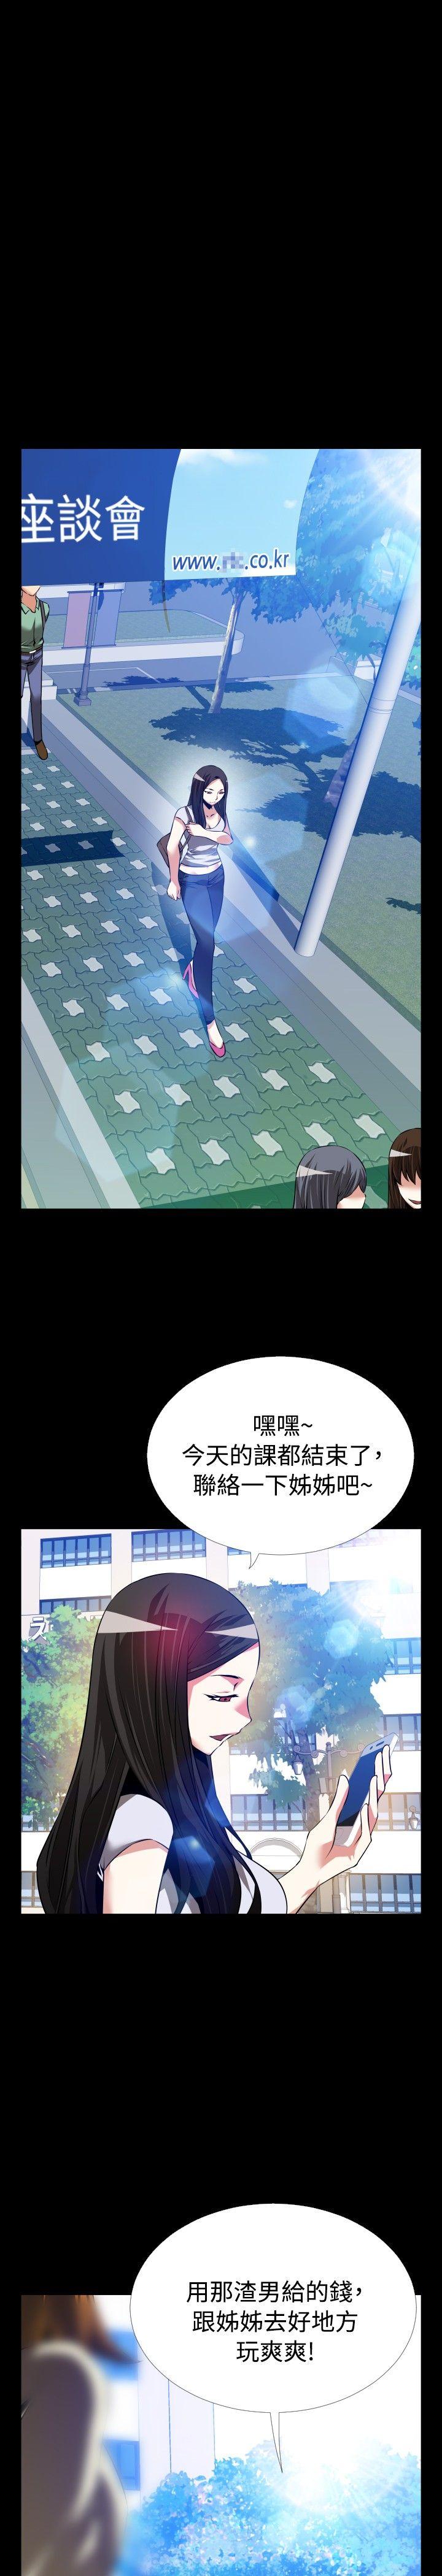 座談會
www.
.co.kr
嘿嘿~
今天的課都結束了,
聯絡一下姊姊吧~
用那渣男給的錢,
跟姊姊去好地方
玩爽爽!